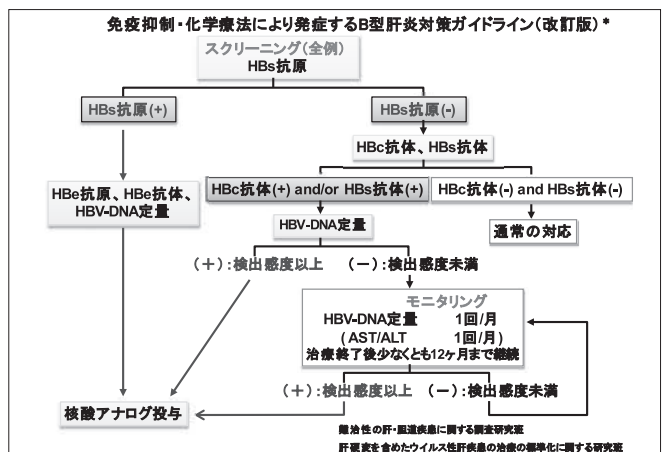 免疫抑制・化学療法により発症するB型肝炎対策ガイドライン(改訂版)*
スクリーニング(全例)
HBs抗原
HBs抗原(+)
HBs抗原(-)
HBc抗体、HBs抗体
HBe抗原、HBe抗体、
HBV-DNA定量
HBc抗体(+) and/or HBs抗体(+)
HBc抗体(-) and HBs抗体(-)
HBV-DNA定量
通常の対応
(+):検出感度以上
(−):検出感度未満
モニタリング
HBV-DNA定量 1回/月
(AST/ALT 1回/月)
治療終了後少なくとも12ヶ月まで継続
(+):検出感度以上
(−):検出感度未満
核酸アナログ投与
難治性の肝・胆道疾患に関する調査研究班
肝硬変を含めたウイルス性肝疾患の治療の標準化に関する研究班